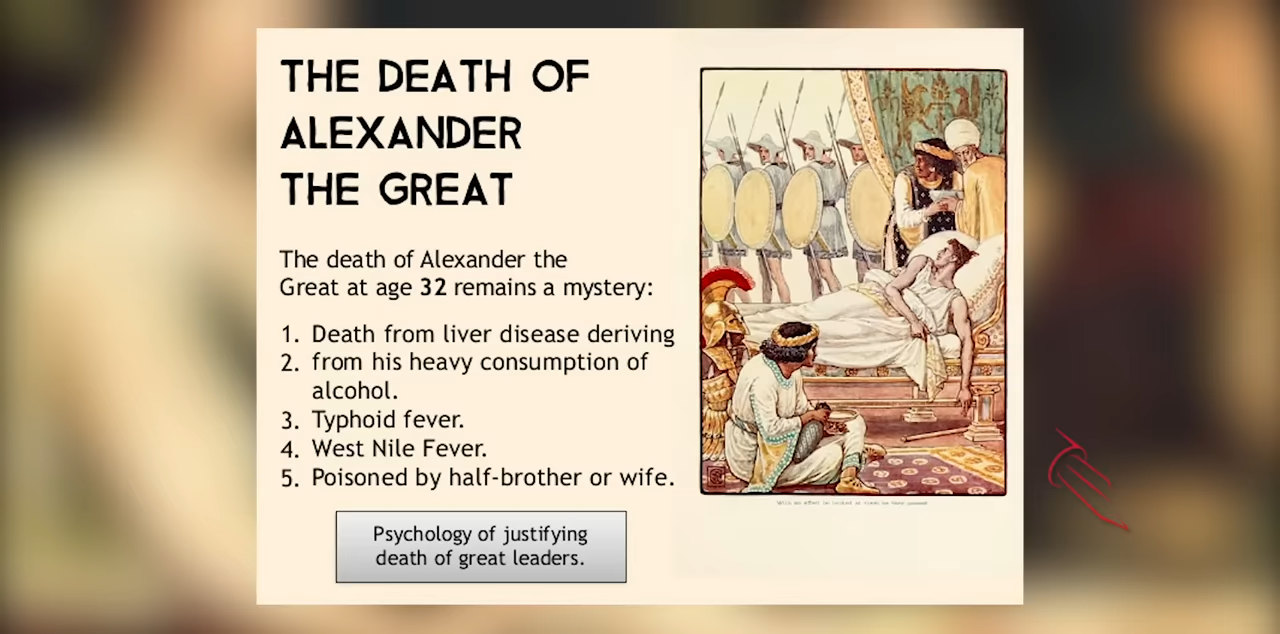 THE DEATH OF
ALEXANDER
THE GREAT
The death of Alexander the
Great at age 32 remains a mystery:
1. Death from liver disease deriving
2. from his heavy consumption of
alcohol.
3. Typhoid fever.
4. West Nile Fever.
5. Poisoned by half-brother or wife.
Psychology of justifying
death of great leaders.